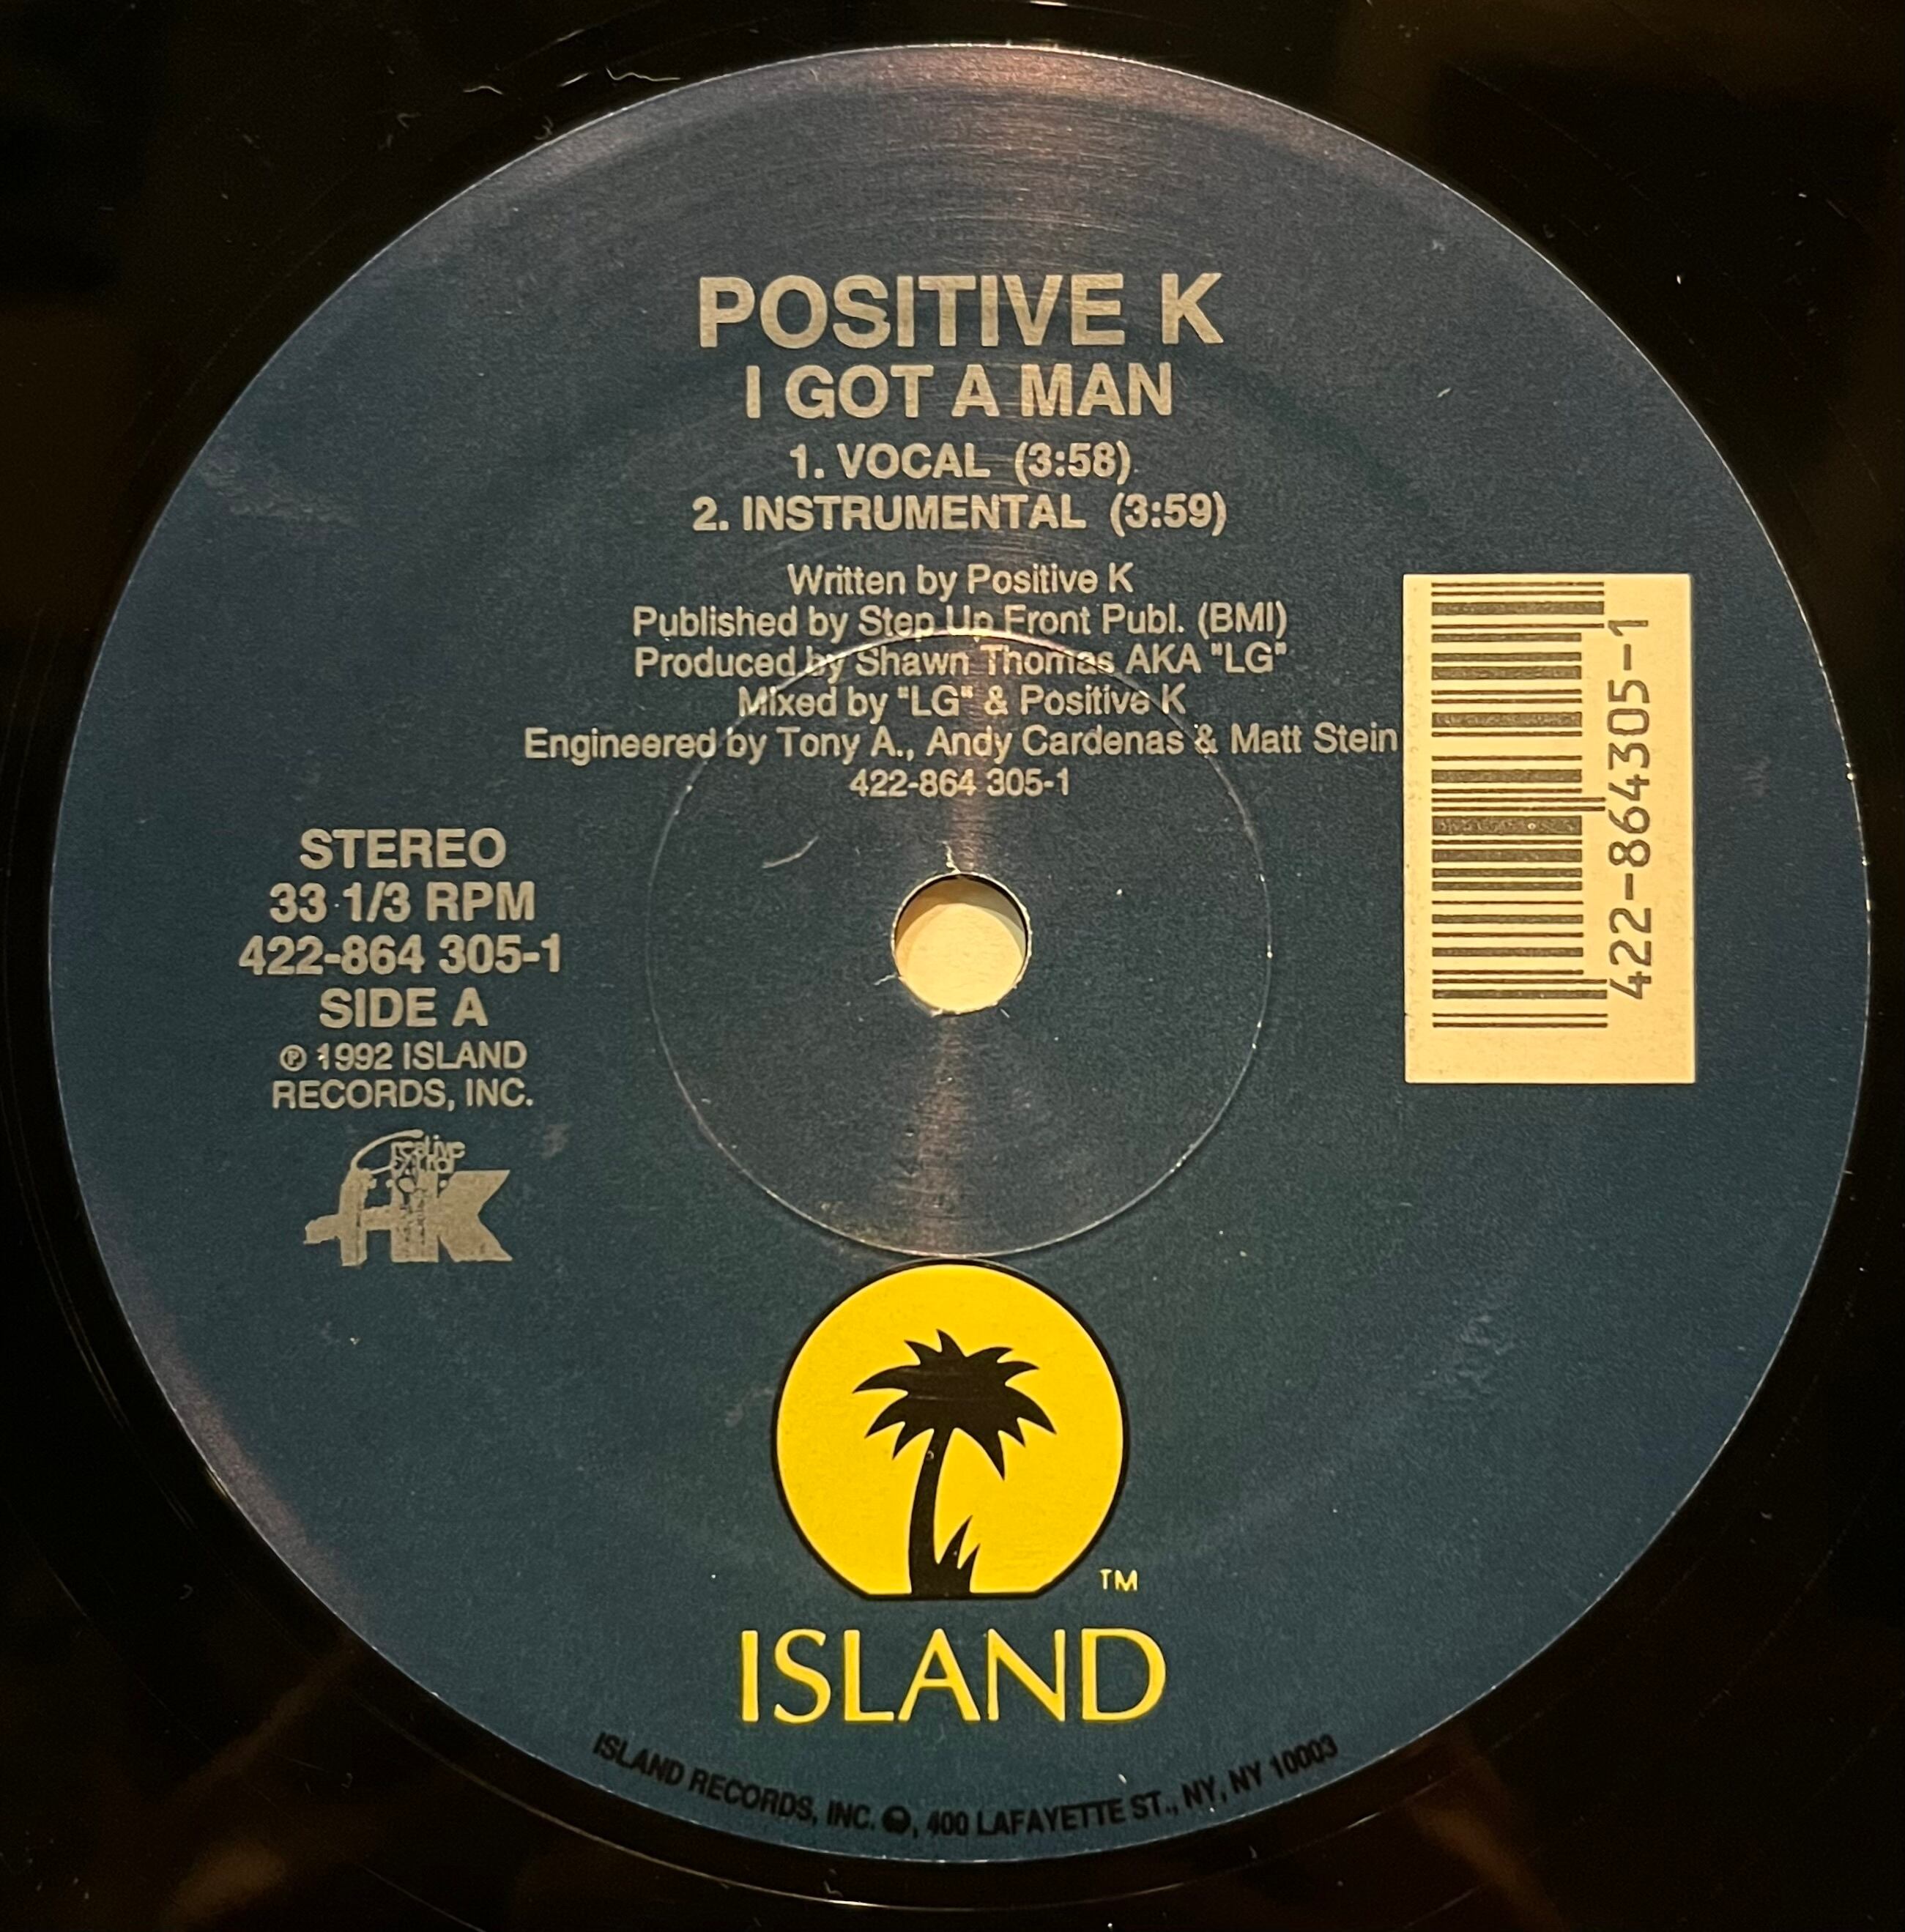 POSITIVE K
I GOT A MAN
1. VOCAL (3:58)
2. INSTRUMENTAL (3:59)
Written by Positive K
Published by Step Up Front Publ. (BMI)
Produced by Shawn Thomas AKA "LG"
Mixed by "LG" & Positive K
Engineered by Tony A., Andy Cardenas & Matt Stein
422-864 305-1
STEREO
33 1/3 RPM
422-864 305-1
SIDE A
℗ 1992 ISLAND
RECORDS, INC.
422-864305-1
Creative
Control
TM
ISLAND
ISLAND RECORDS, INC. , 400 LAFAYETTE ST., NY, NY 10003